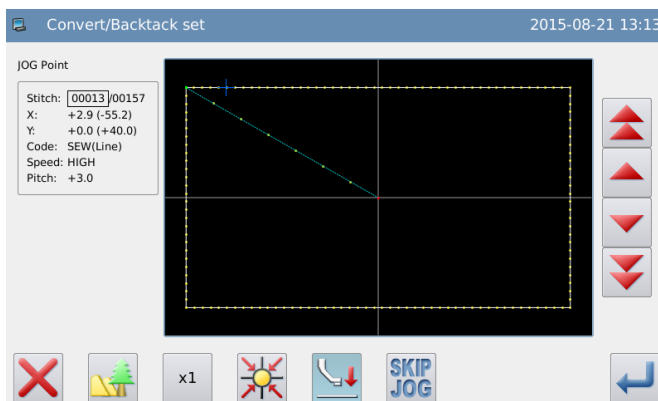 Convert/Backtack set 2015-08-21 13:13
JOG Point
Stitch: 00013/00157
X: +2.9 (-55.2)
Y: +0.0 (+40.0)
Code: SEW(Line)
Speed: HIGH
Pitch: +3.0
x1
SKIP
JOG